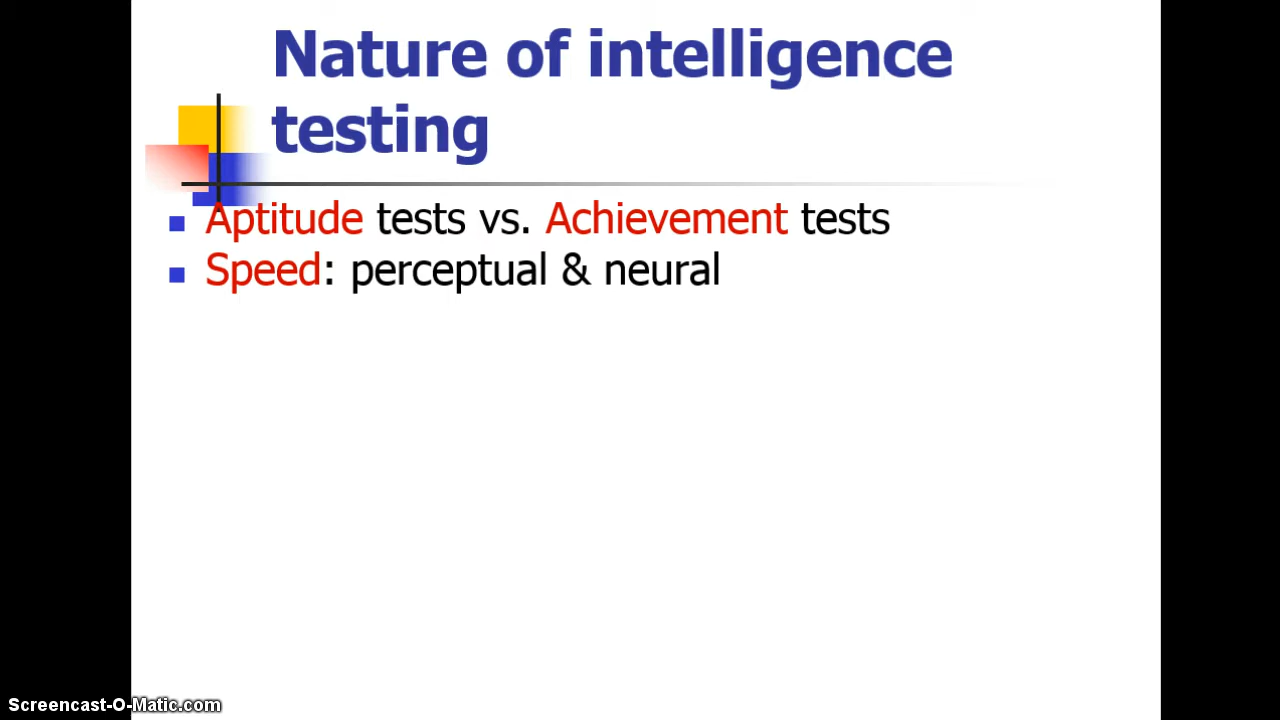 Nature of intelligence
testing
Aptitude tests vs. Achievement tests
Speed: perceptual & neural
Screencast-O-Matic.com